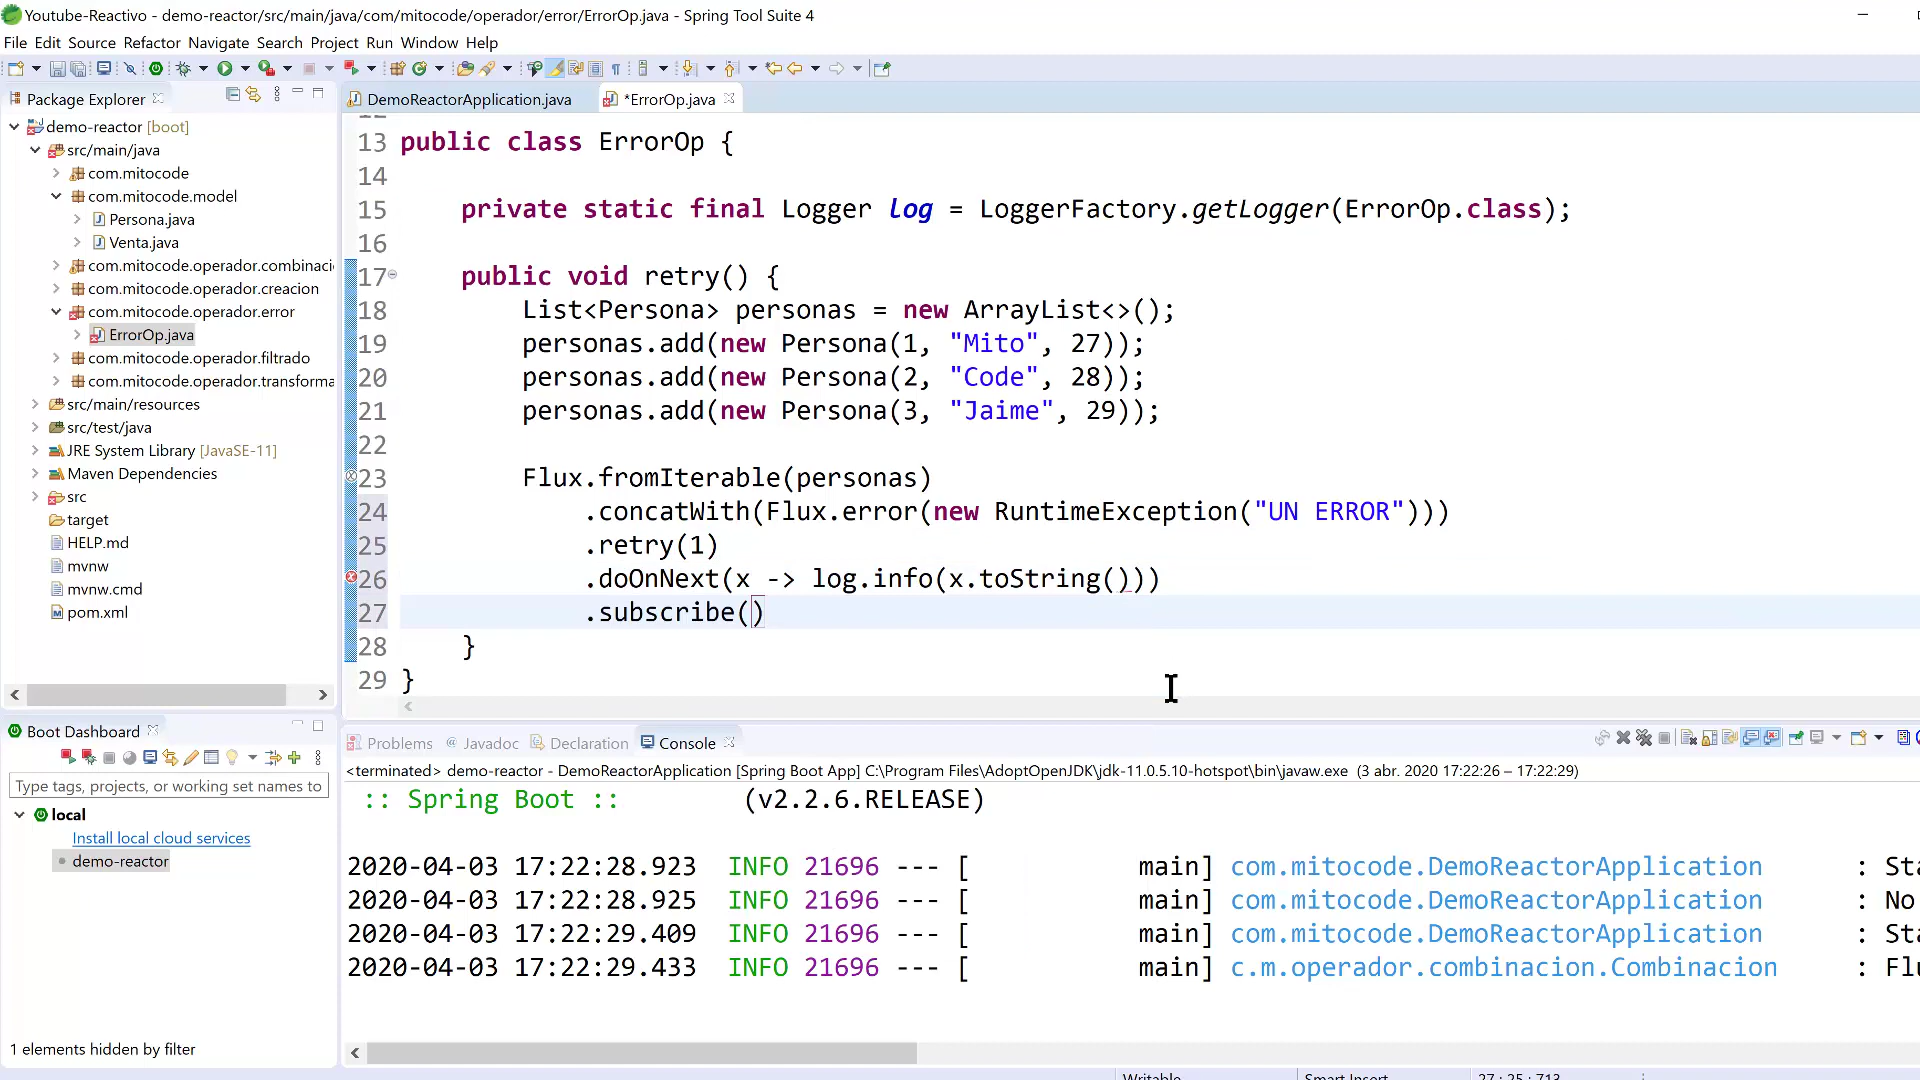 Youtube-Reactivo - demo-reactor/src/main/java/com/mitocode/operador/error/ErrorOp.java - Spring Tool Suite 4
File Edit Source Refactor Navigate Search Project Run Window Help
Package Explorer
demo-reactor [boot]
src/main/java
com.mitocode
com.mitocode.model
Persona.java
Venta.java
com.mitocode.operador.combinaci
com.mitocode.operador.creacion
com.mitocode.operador.error
ErrorOp.java
com.mitocode.operador.filtrado
com.mitocode.operador.transforma
src/main/resources
src/test/java
JRE System Library [JavaSE-11]
Maven Dependencies
src
target
HELP.md
mvnw
mvnw.cmd
pom.xml
DemoReactorApplication.java
*ErrorOp.java
12
13 public class ErrorOp {
14
15 private static final Logger log = LoggerFactory.getLogger(ErrorOp.class);
16
17 public void retry() {
18 List<Persona> personas = new ArrayList<>();
19 personas.add(new Persona(1, "Mito", 27));
20 personas.add(new Persona(2, "Code", 28));
21 personas.add(new Persona(3, "Jaime", 29));
22
23 Flux.fromIterable(personas)
24 .concatWith(Flux.error(new RuntimeException("UN ERROR")))
25 .retry(1)
26 .doOnNext(x -> log.info(x.toString()))
27 .subscribe()
28 }
29 }
Boot Dashboard
Type tags, projects, or working set names to
local
Install local cloud services
demo-reactor
1 elements hidden by filter
Problems @ Javadoc Declaration Console
<terminated> demo-reactor - DemoReactorApplication [Spring Boot App] C:\Program Files\AdoptOpenJDK\jdk-11.0.5.10-hotspot\bin\javaw.exe (3 abr. 2020 17:22:26 – 17:22:29)
:: Spring Boot :: (v2.2.6.RELEASE)
2020-04-03 17:22:28.923 INFO 21696 --- [ main] com.mitocode.DemoReactorApplication : Sta
2020-04-03 17:22:28.925 INFO 21696 --- [ main] com.mitocode.DemoReactorApplication : No
2020-04-03 17:22:29.409 INFO 21696 --- [ main] com.mitocode.DemoReactorApplication : Sta
2020-04-03 17:22:29.433 INFO 21696 --- [ main] c.m.operador.combinacion.Combinacion : Flu
Writable Smart Insert 27 : 25 : 713